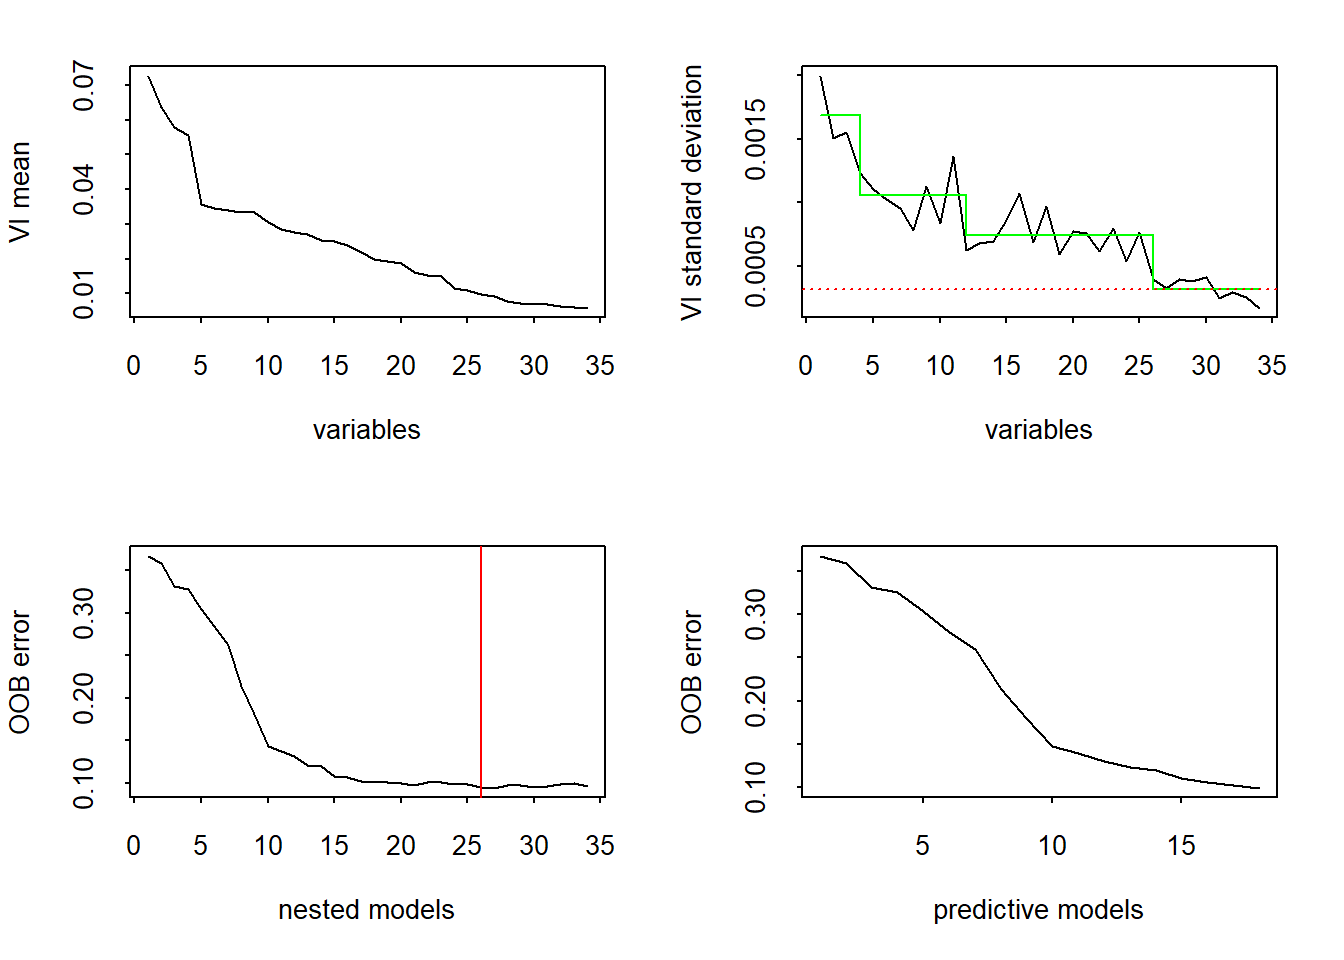 VI mean
0.01 0.04 0.07
0 5 10 15 20 25 30 35
variables
VI standard deviation
0.0005 0.0015
0 5 10 15 20 25 30 35
variables
OOB error
0.10 0.20 0.30
0 5 10 15 20 25 30 35
nested models
OOB error
0.10 0.20 0.30
5 10 15
predictive models